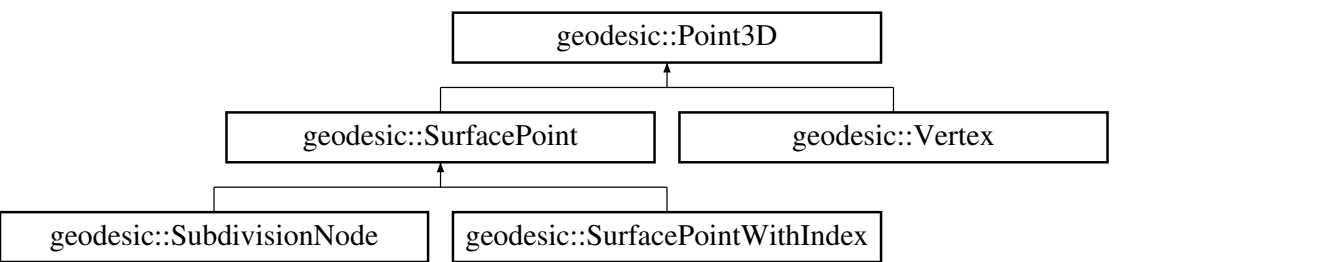 geodesic::Point3D
geodesic::SurfacePoint
geodesic::Vertex
geodesic::SubdivisionNode
geodesic::SurfacePointWithIndex